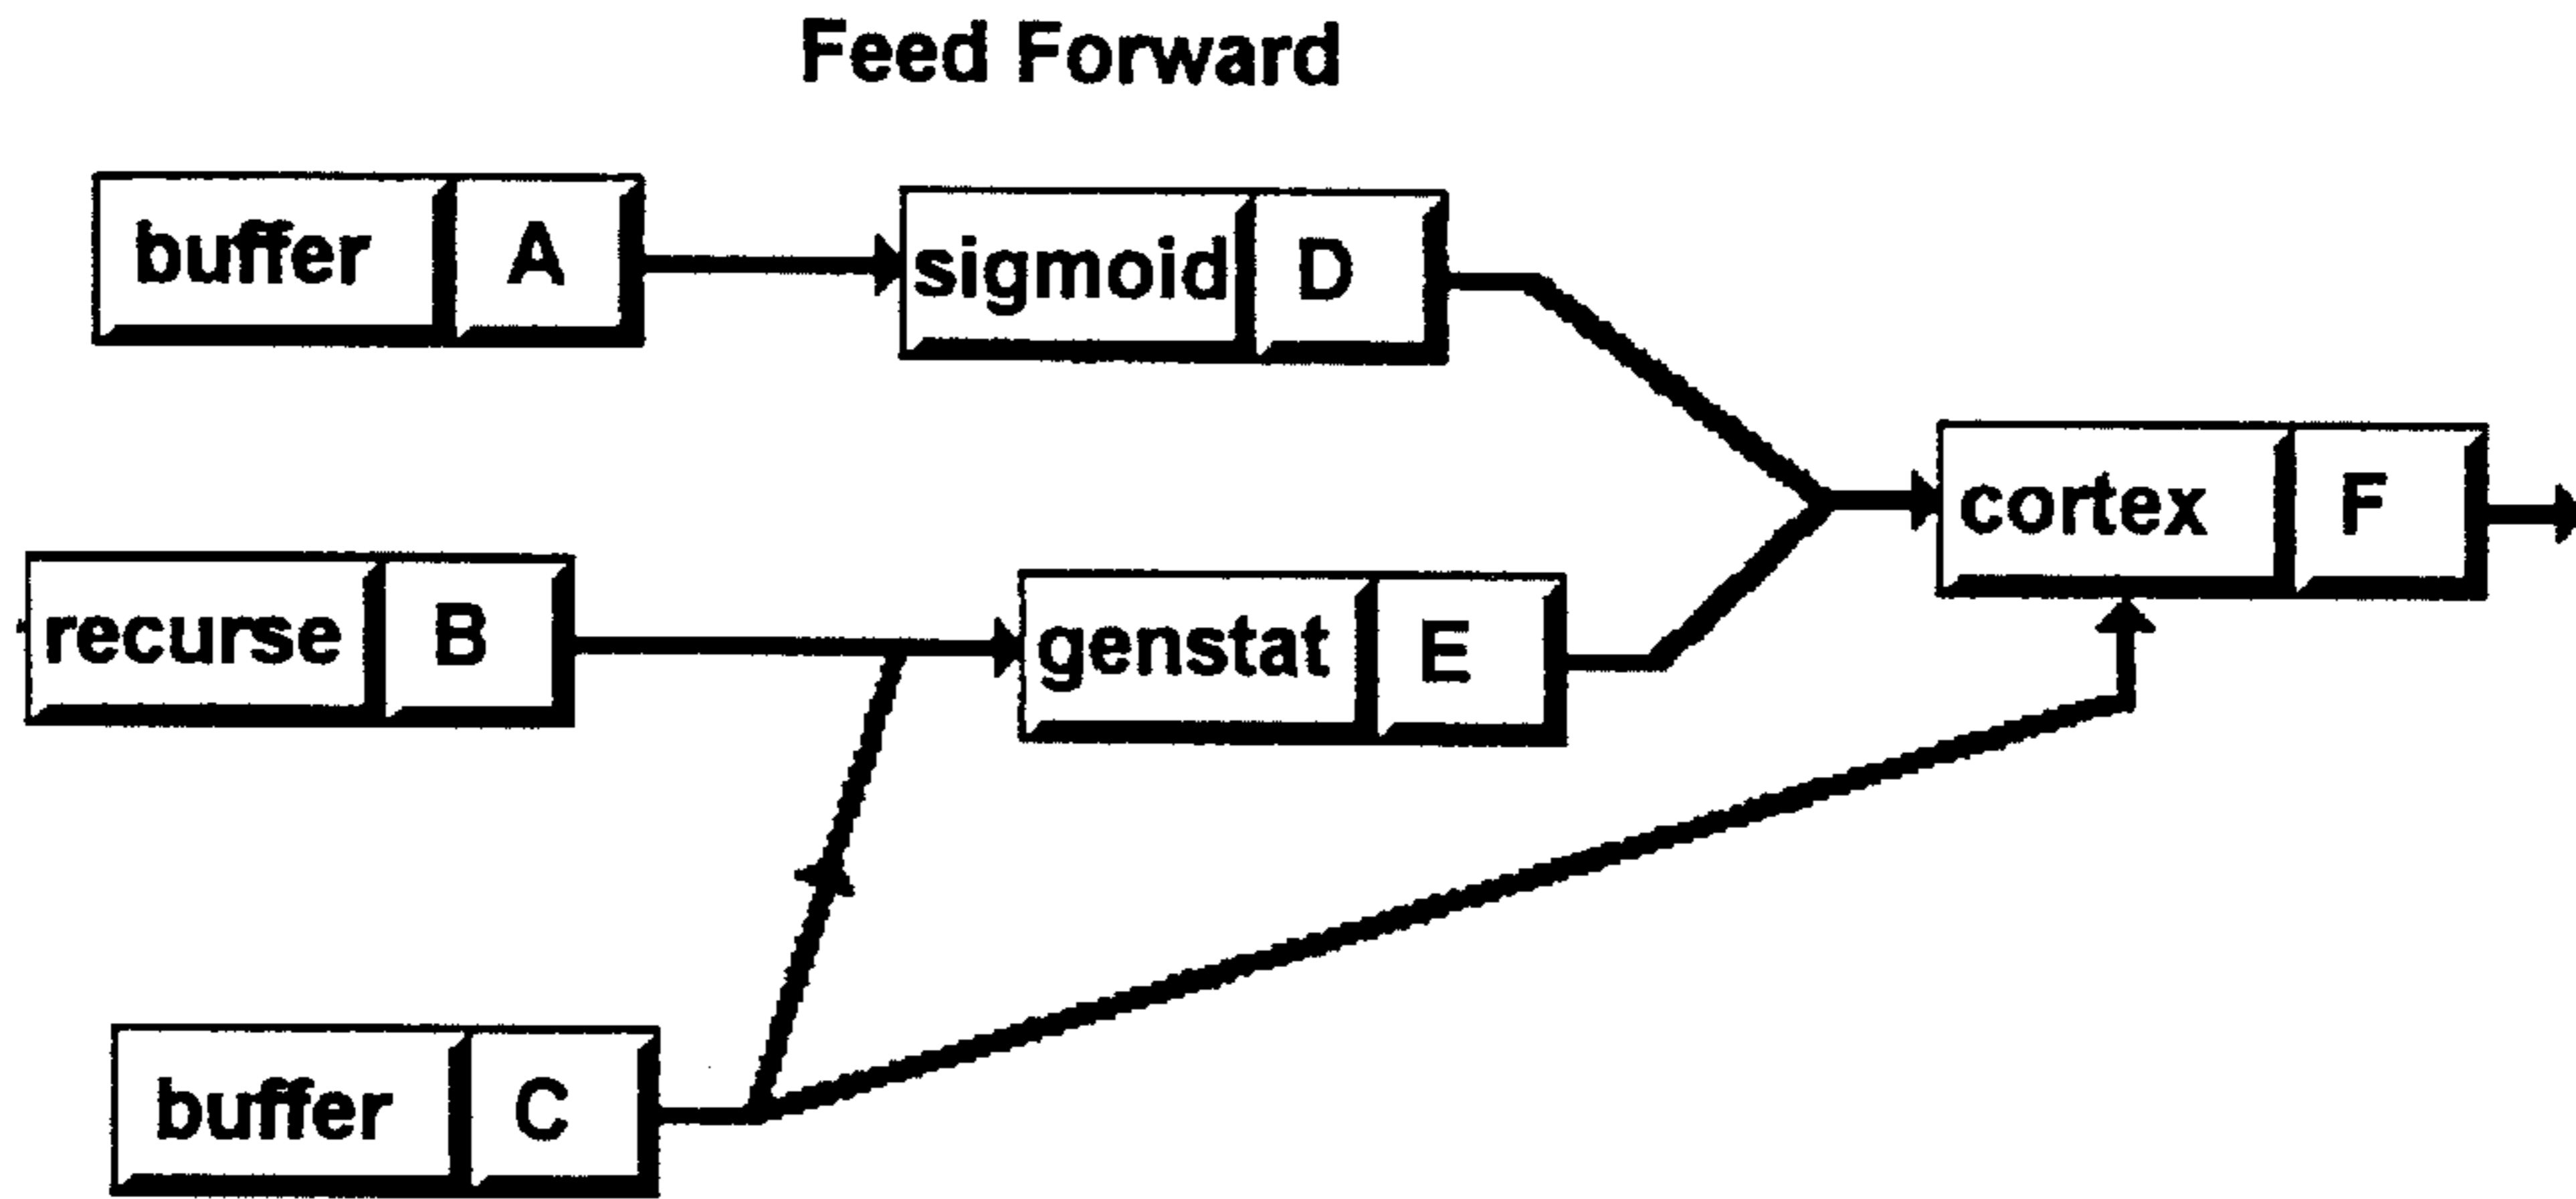 Feed Forward
buffer A
sigmoid D
cortex F
recurse B
genstat E
buffer C